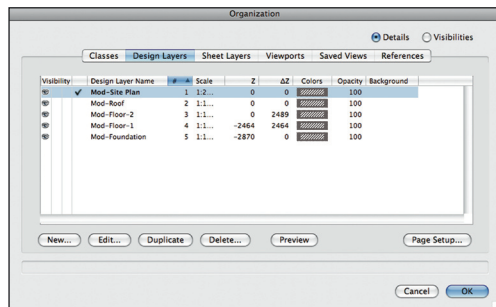 Organization
Details Visibilities
Classes Design Layers Sheet Layers Viewports Saved Views References
Visibility Design Layer Name # Scale Z ΔZ Colors Opacity Background
Mod-Site Plan 1 1:2... 0 0 100
Mod-Roof 2 1:1... 0 0 100
Mod-Floor-2 3 1:1... 0 2489 100
Mod-Floor-1 4 1:1... -2464 2464 100
Mod-Foundation 5 1:1... -2870 0 100
New... Edit... Duplicate Delete... Preview Page Setup...
Cancel OK